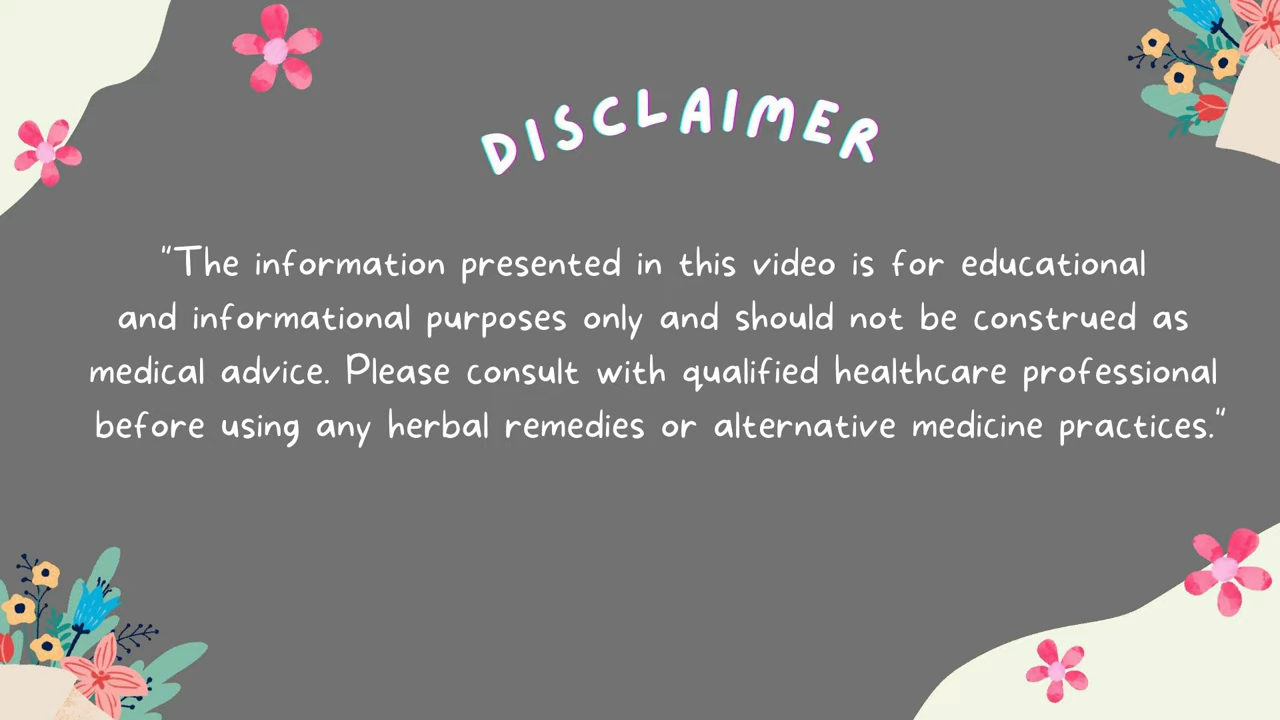 DISCLAIMER
"The information presented in this video is for educational
and informational purposes only and should not be construed as
medical advice. Please consult with qualified healthcare professional
before using any herbal remedies or alternative medicine practices."